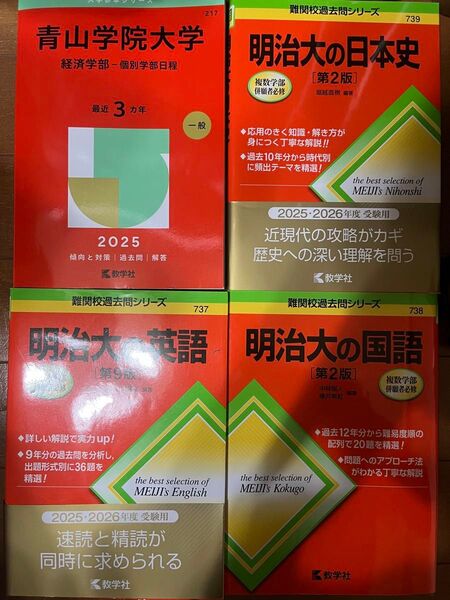 大学赤本シリーズ
217
青山学院大学
経済学部－個別学部日程
最近3カ年
一般
2025
傾向と対策｜過去問｜解答
教学社
難関校過去問シリーズ
739
明治大の日本史
［第2版］
複数学部
併願者必修
編著
◆応用のきく知識・解き方が
身につく丁寧な解説!!
◆過去10年分から時代別
に頻出テーマを精選!
the best selection of
MEIJI's Nihonshi
2025・2026年度 受験用
近現代の攻略がカギ
歴史への深い理解を問う
教学社
難関校過去問シリーズ
737
明治大の英語
［第9版］
編著
◆詳しい解説で実力up!
◆9年分の過去問を分析し、
出題形式別に36題を
精選!
the best selection of
MEIJI's English
2025・2026年度 受験用
速読と精読が
同時に求められる
教学社
難関校過去問シリーズ
738
明治大の国語
［第2版］
編著
複数学部
併願者必修
◆過去12年分から難易度順の
配列で20題を精選!
◆問題へのアプローチ法
がわかる丁寧な解説
the best selection of
MEIJI's Kokugo
教学社